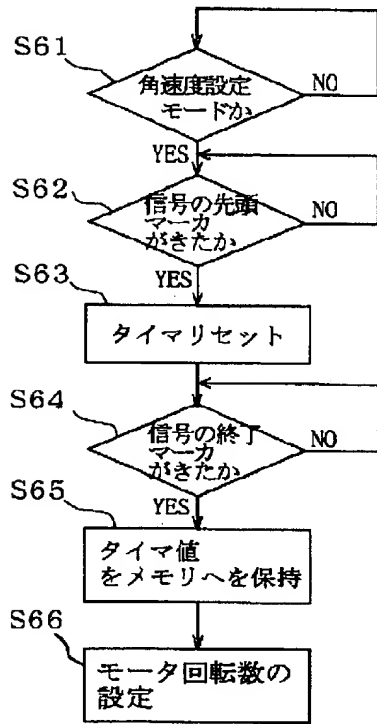 S61
角速度設定
モードか
NO
YES
S62
信号の先頭
マーカ
がきたか
NO
S63
YES
タイマリセット
S64
信号の終了
マーカ
がきたか
NO
S65
YES
タイマ値
をメモリへを保持
S66
モータ回転数の
設定